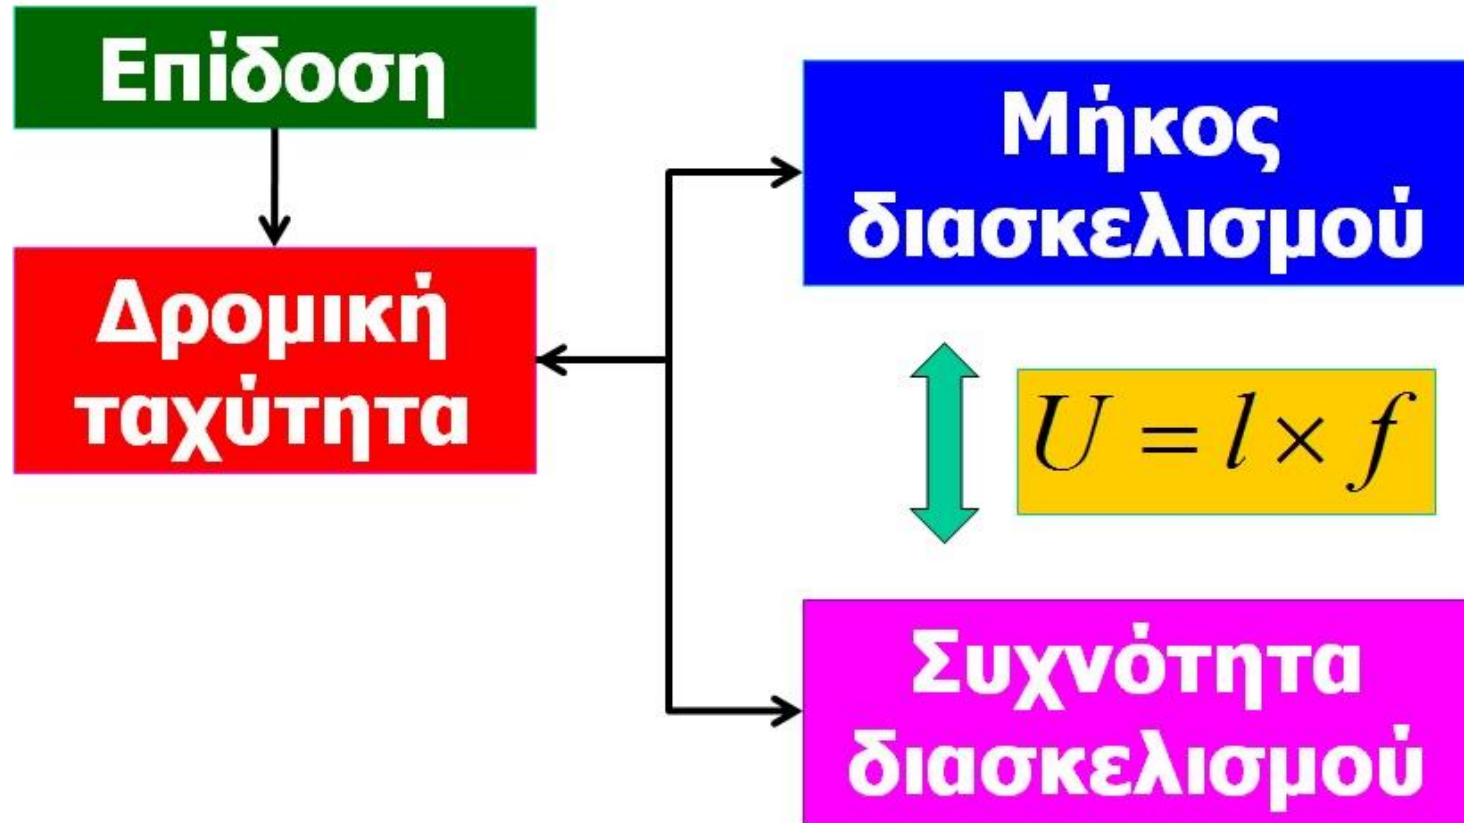 Επίδοση
Δρομική
ταχύτητα
Μήκος
διασκελισμού
U = l × f
Συχνότητα
διασκελισμού